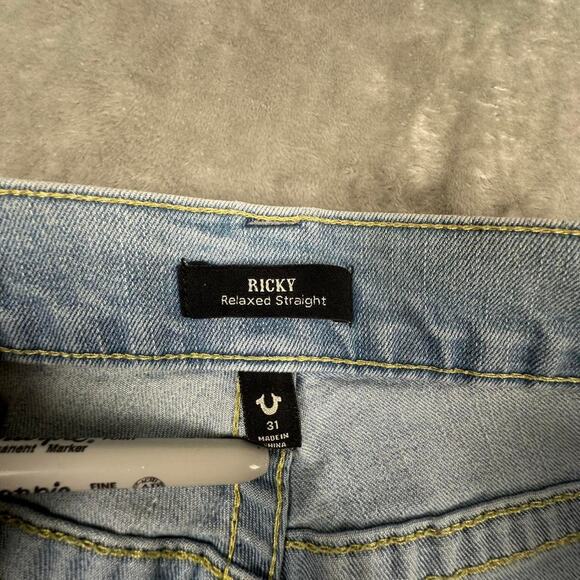 RICKY
Relaxed Straight
31
MADE IN
CHINA
Marker
FINE